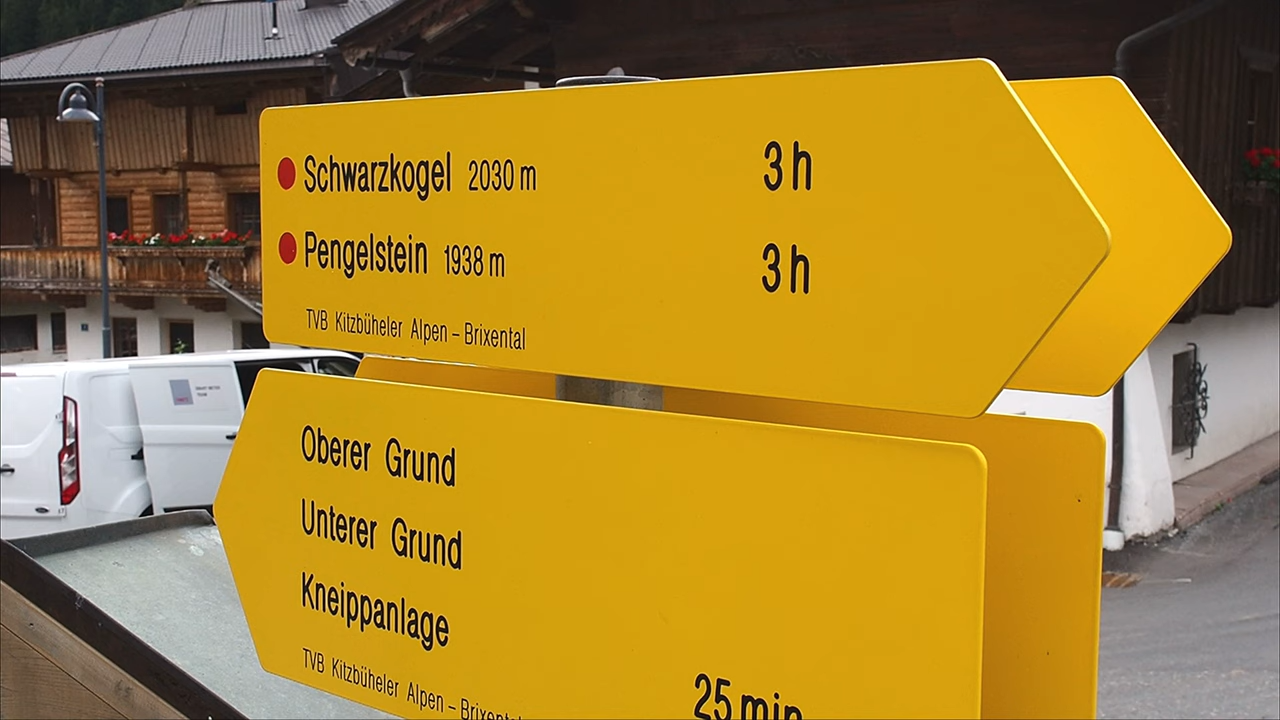 Schwarzkogel 2030 m 3 h
Pengelstein 1938 m 3 h
TVB Kitzbüheler Alpen – Brixental
Oberer Grund
Unterer Grund
Kneippanlage
25 min
TVB Kitzbüheler Alpen – Brixental